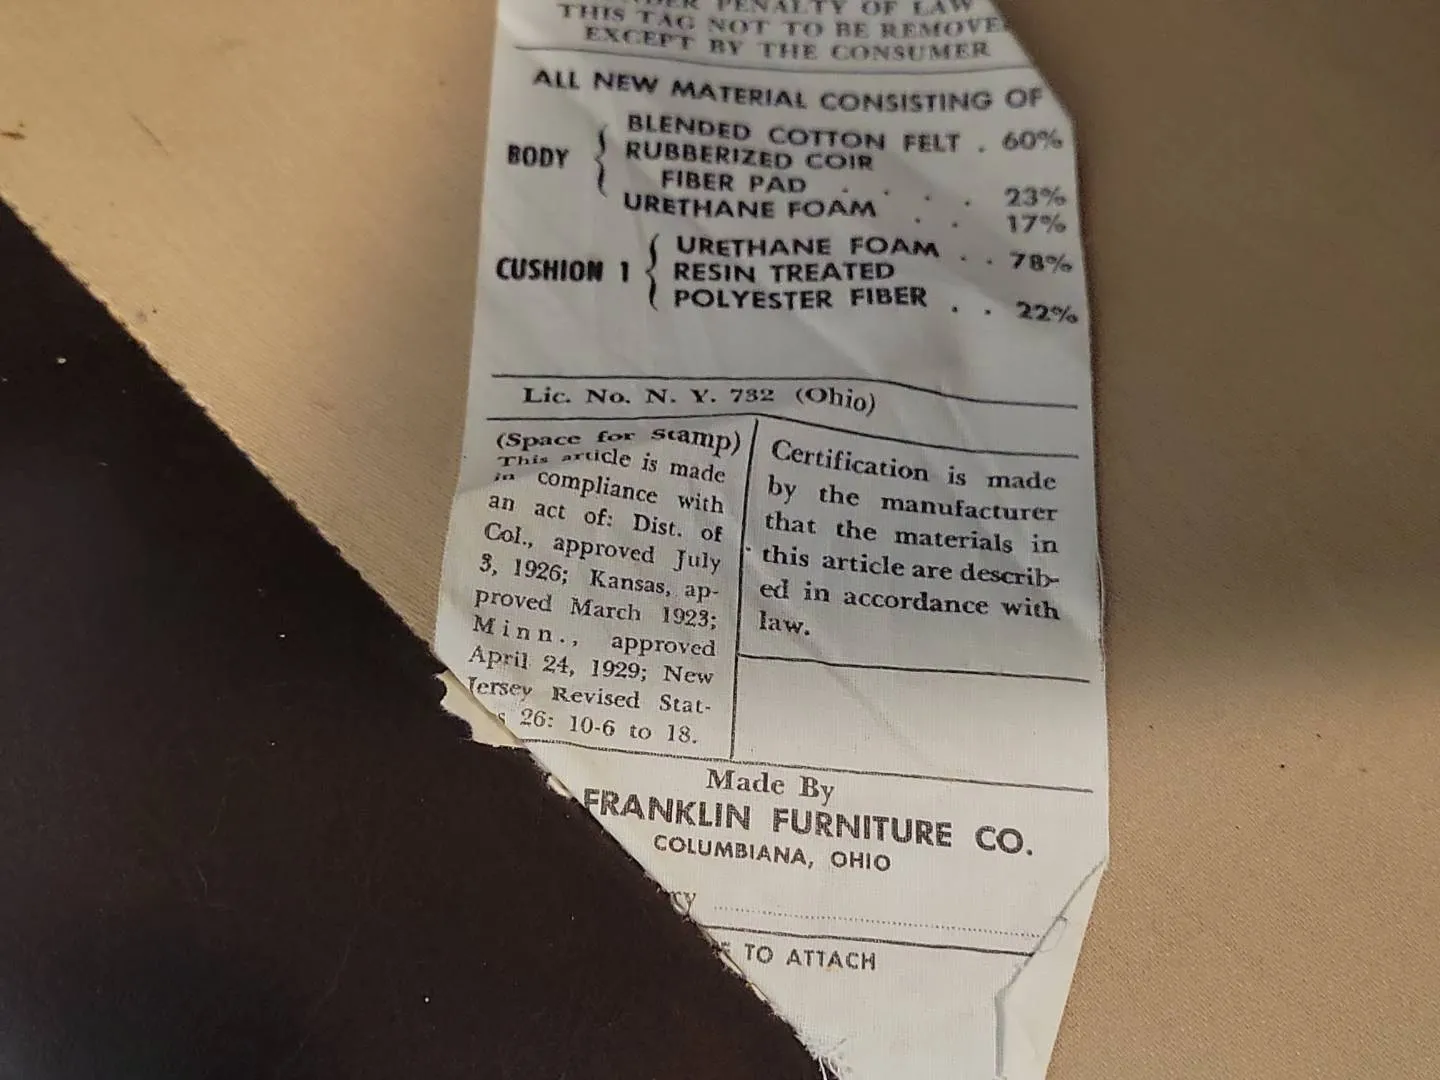 PENALTY OF LAW
THIS TAG NOT TO BE REMOVE
EXCEPT BY THE CONSUMER
ALL NEW MATERIAL CONSISTING OF
BODY { BLENDED COTTON FELT . 60%
RUBBERIZED COIR
FIBER PAD . . . . 23%
URETHANE FOAM . . 17%
CUSHION 1 { URETHANE FOAM . . 78%
RESIN TREATED
POLYESTER FIBER . . 22%
Lic. No. N. Y. 732 (Ohio)
(Space for Stamp)
This article is made
in compliance with
an act of: Dist. of
Col., approved July
3, 1926; Kansas, ap-
proved March 1923;
Minn., approved
April 24, 1929; New
Jersey Revised Stat-
26: 10-6 to 18.
Certification is made
by the manufacturer
that the materials in
this article are describ-
ed in accordance with
law.
Made By
FRANKLIN FURNITURE CO.
COLUMBIANA, OHIO
TO ATTACH